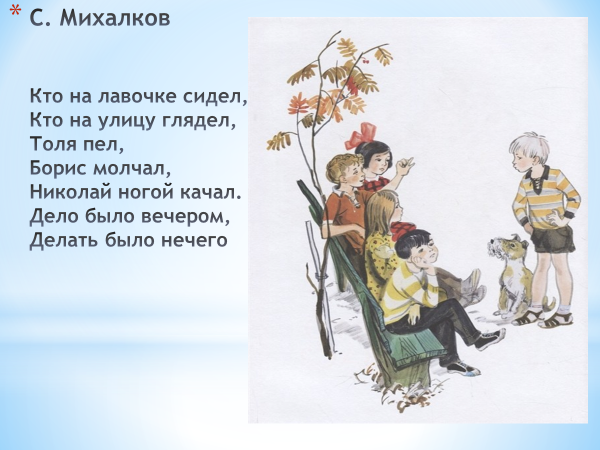 * С. Михалков
Кто на лавочке сидел,
Кто на улицу глядел,
Толя пел,
Борис молчал,
Николай ногой качал.
Дело было вечером,
Делать было нечего